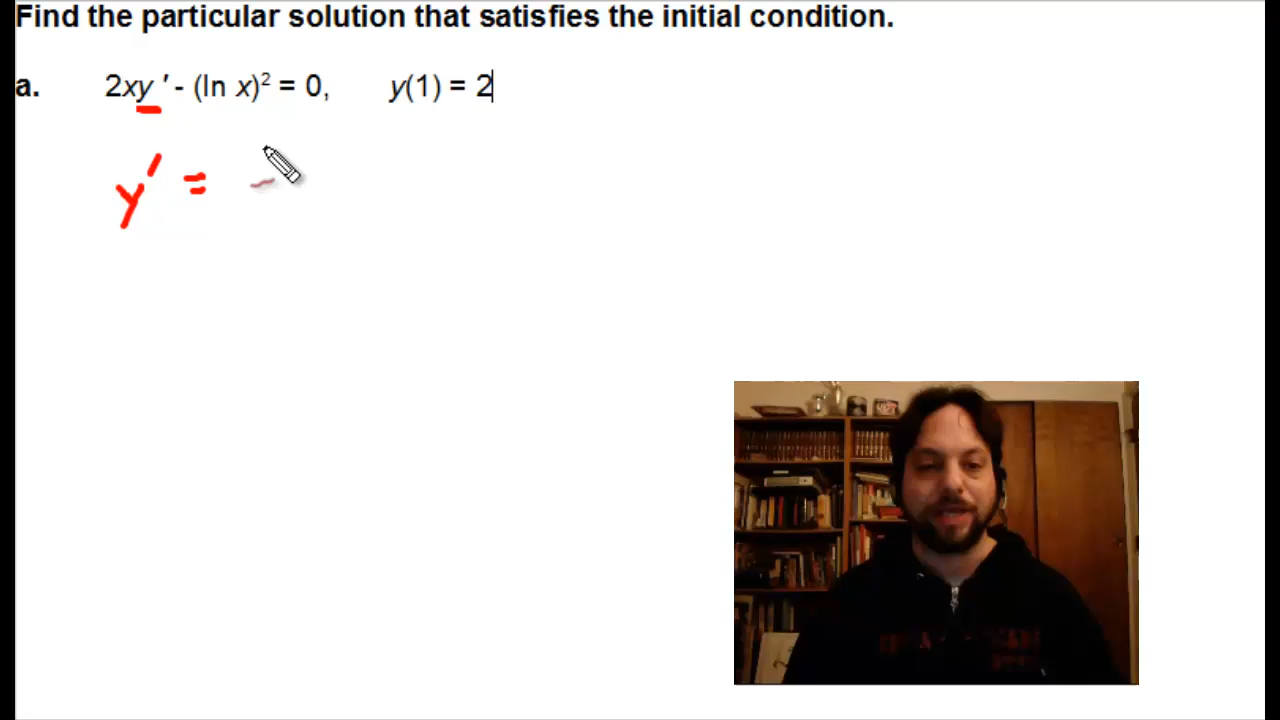 Find the particular solution that satisfies the initial condition.
a. 2xy ′ - (ln x)² = 0, y(1) = 2
y′ =